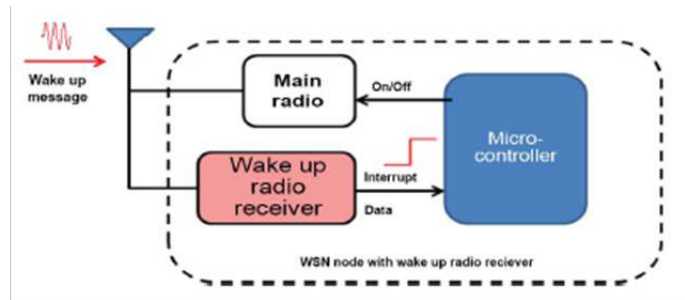 Wake up
message
Main
radio
On/Off
Micro-
controller
Wake up
radio
receiver
Interrupt
Data
WSN node with wake up radio reciever